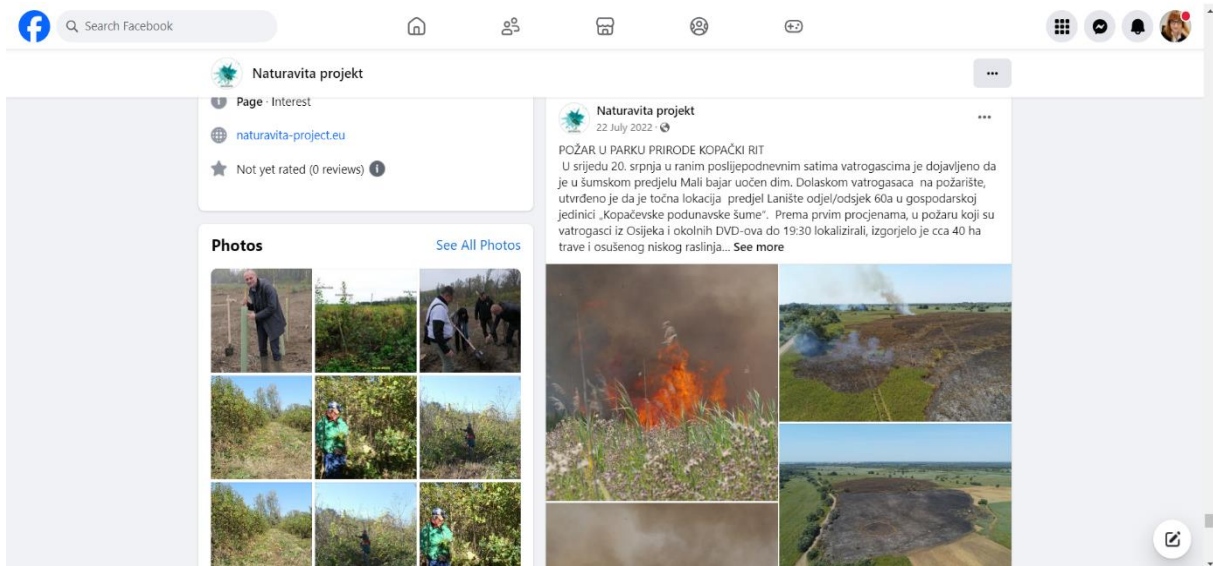 Search Facebook
Naturavita projekt
Page · Interest
naturavita-project.eu
Not yet rated (0 reviews)
Photos
See All Photos
Naturavita projekt
22 July 2022 ·
POŽAR U PARKU PRIRODE KOPAČKI RIT
U srijedu 20. srpnja u ranim poslijepodnevnim satima vatrogascima je dojavljeno da
je u šumskom predjelu Mali bajar uočen dim. Dolaskom vatrogasaca na požarište,
utvrđeno je da je točna lokacija predjel Lanište odjel/odsjek 60a u gospodarskoj
jedinici „Kopačevske podunavske šume". Prema prvim procjenama, u požaru koji su
vatrogasci iz Osijeka i okolnih DVD-ova do 19:30 lokalizirali, izgorjelo je cca 40 ha
trave i osušenog niskog raslinja... See more